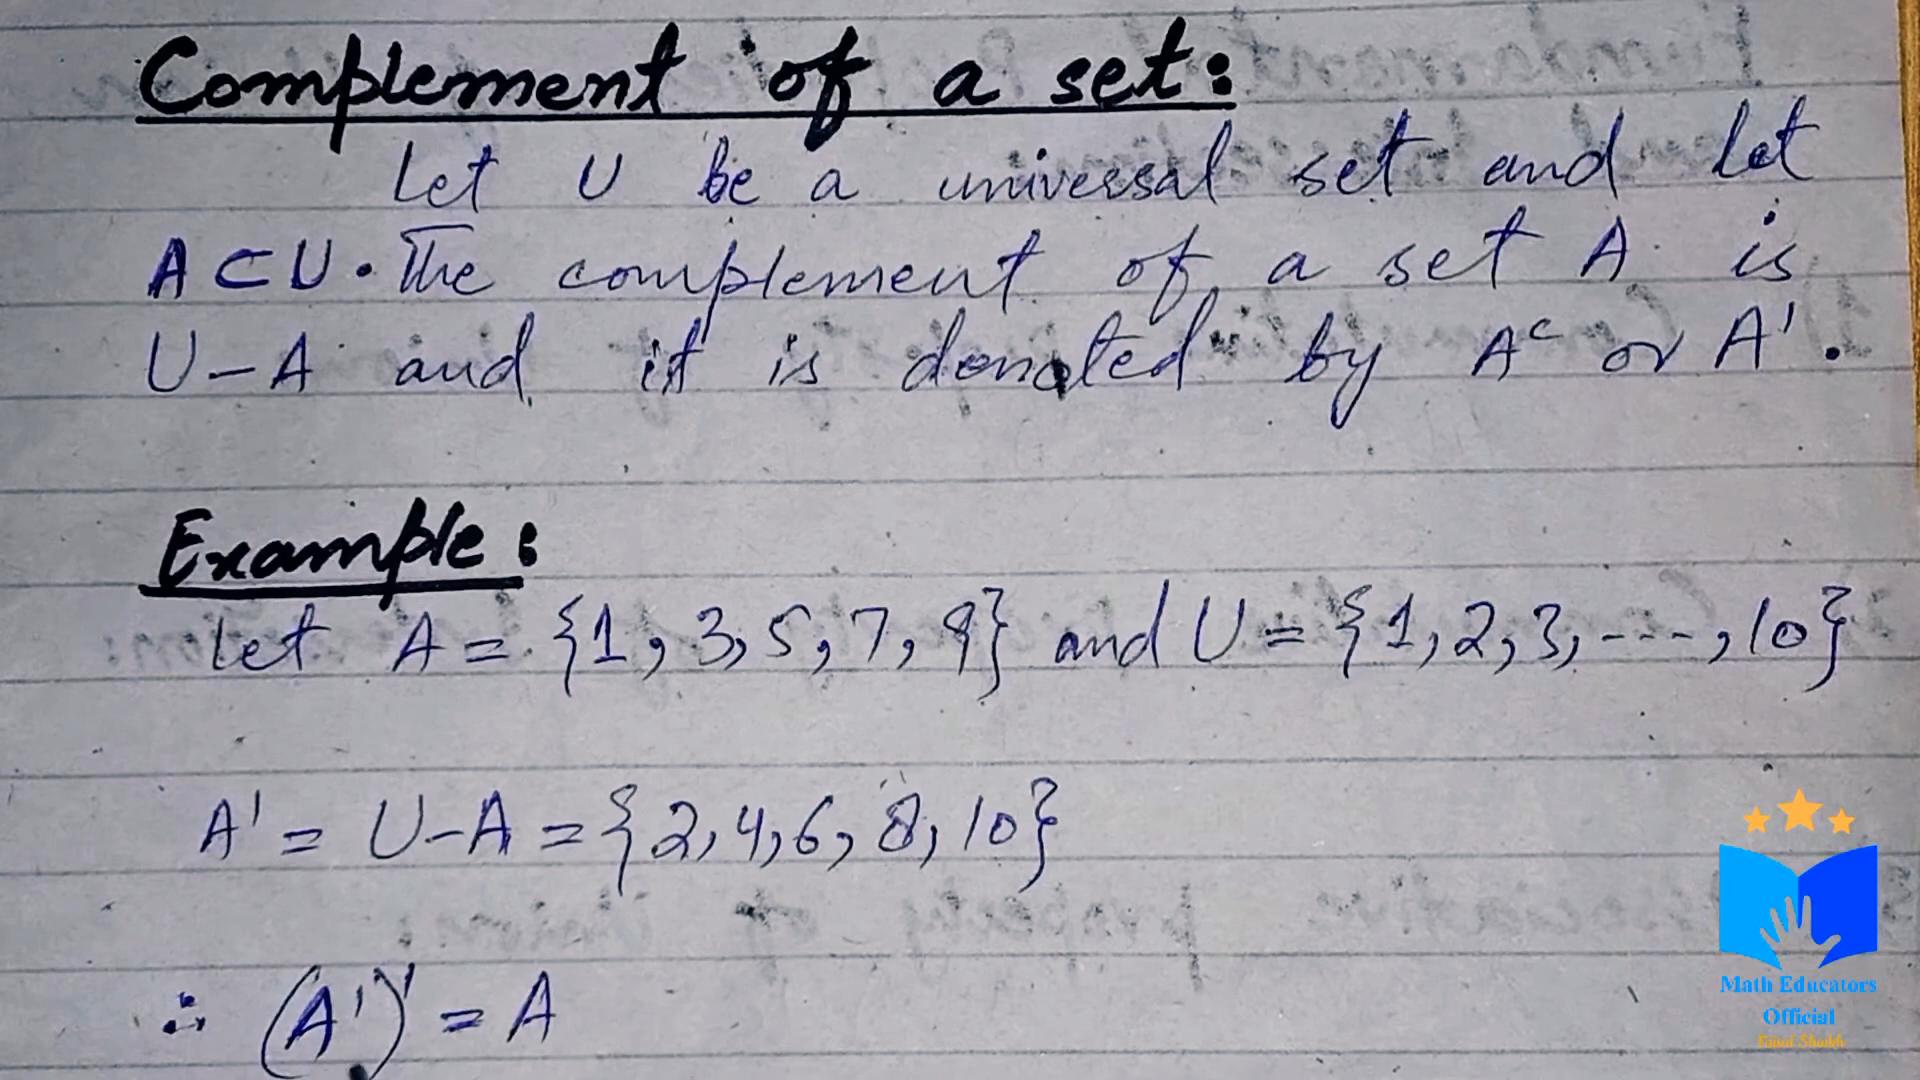 Complement of a set:
Let U be a universal set and let
A⊂U. The complement of a set A is
U-A and it is denoted by Aᶜ or A'.
Example:
Let A = {1, 3, 5, 7, 9} and U = {1, 2, 3, ----, 10}
A' = U-A = {2, 4, 6, 8, 10}
∴ (A')' = A
Math Educators
Official